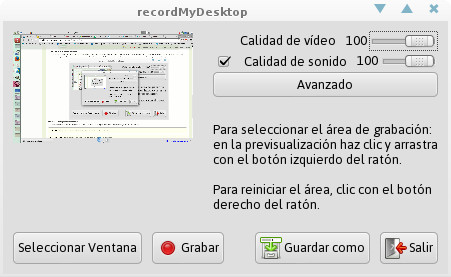 recordMyDesktop
Calidad de vídeo 100
Calidad de sonido 100
Avanzado
Para seleccionar el área de grabación:
en la previsualización haz clic y arrastra
con el botón izquierdo del ratón.
Para reiniciar el área, clic con el botón
derecho del ratón.
Seleccionar Ventana Grabar Guardar como Salir